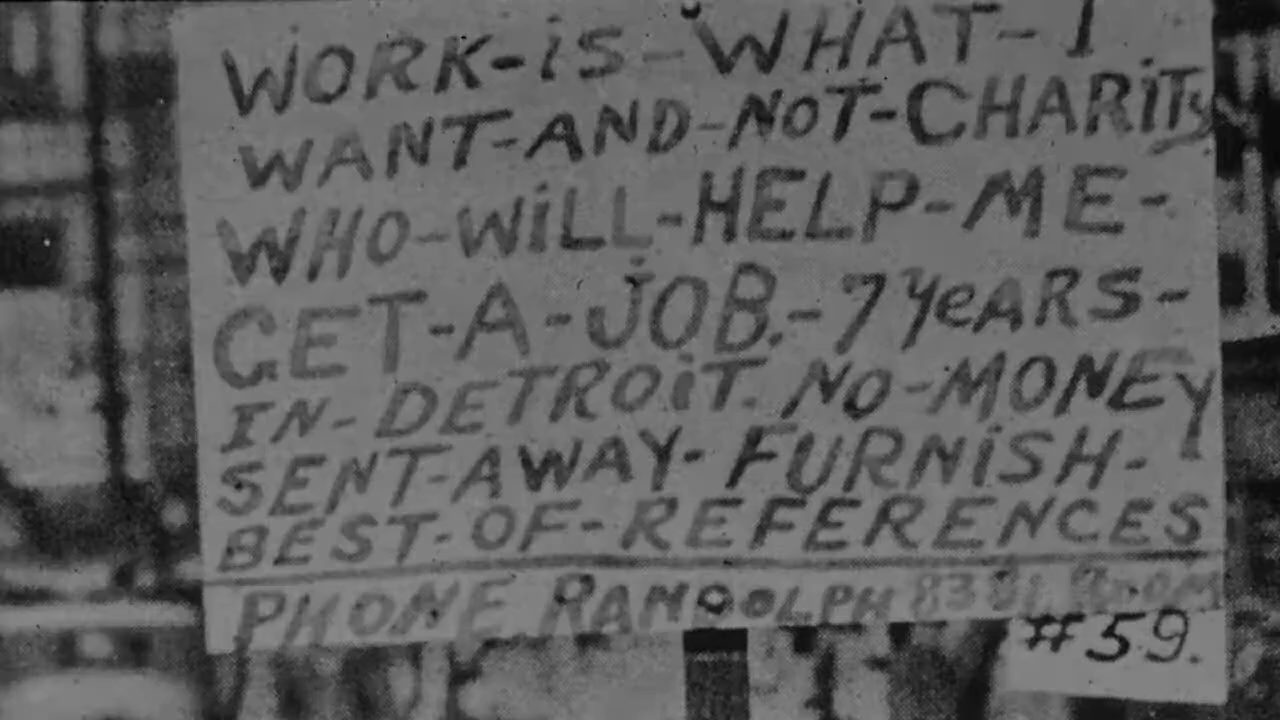 WORK-iS-WHAT-I
WANT-AND-NOT-CHARiTy
WHO-WiLL-HELP-ME-
GET-A-JOB.-7 YeARS-
IN-DETROiT. NO-MONEY
SENT-AWAY-FURNiSH-
BEST-OF-REFERENCES
PHONE RANDOLPH
#59.